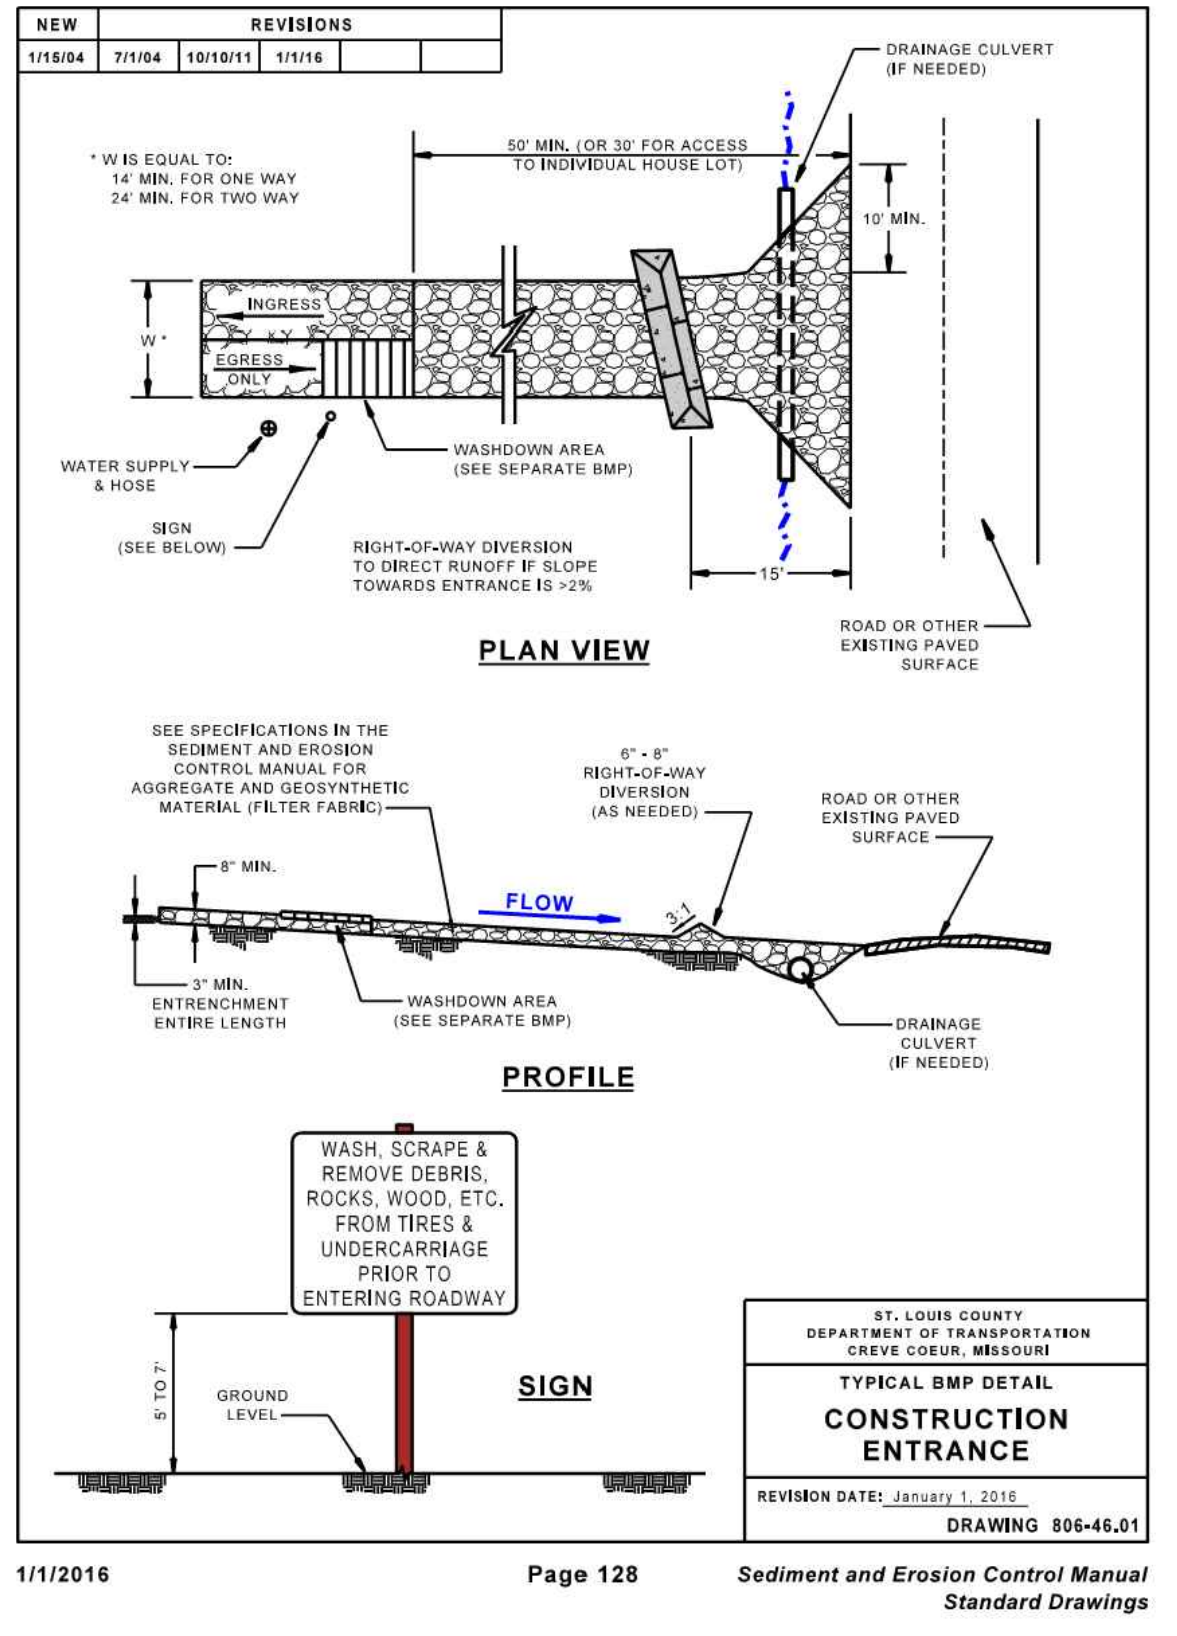 NEW REVISIONS
1/15/04 7/1/04 10/10/11 1/1/16
DRAINAGE CULVERT
(IF NEEDED)
* W IS EQUAL TO:
14' MIN. FOR ONE WAY
24' MIN. FOR TWO WAY
50' MIN. (OR 30' FOR ACCESS
TO INDIVIDUAL HOUSE LOT)
10' MIN.
INGRESS
W *
EGRESS
ONLY
WASHDOWN AREA
(SEE SEPARATE BMP)
WATER SUPPLY
& HOSE
SIGN
(SEE BELOW)
RIGHT-OF-WAY DIVERSION
TO DIRECT RUNOFF IF SLOPE
TOWARDS ENTRANCE IS >2%
15'
ROAD OR OTHER
EXISTING PAVED
SURFACE
PLAN VIEW
SEE SPECIFICATIONS IN THE
SEDIMENT AND EROSION
CONTROL MANUAL FOR
AGGREGATE AND GEOSYNTHETIC
MATERIAL (FILTER FABRIC)
6" - 8"
RIGHT-OF-WAY
DIVERSION
(AS NEEDED)
ROAD OR OTHER
EXISTING PAVED
SURFACE
8" MIN.
FLOW
3:1
3" MIN.
ENTRENCHMENT
ENTIRE LENGTH
WASHDOWN AREA
(SEE SEPARATE BMP)
DRAINAGE
CULVERT
(IF NEEDED)
PROFILE
WASH, SCRAPE &
REMOVE DEBRIS,
ROCKS, WOOD, ETC.
FROM TIRES &
UNDERCARRIAGE
PRIOR TO
ENTERING ROADWAY
5' TO 7'
GROUND
LEVEL
SIGN
ST. LOUIS COUNTY
DEPARTMENT OF TRANSPORTATION
CREVE COEUR, MISSOURI
TYPICAL BMP DETAIL
CONSTRUCTION
ENTRANCE
REVISION DATE: January 1, 2016
DRAWING 806-46.01
1/1/2016 Page 128 Sediment and Erosion Control Manual
Standard Drawings